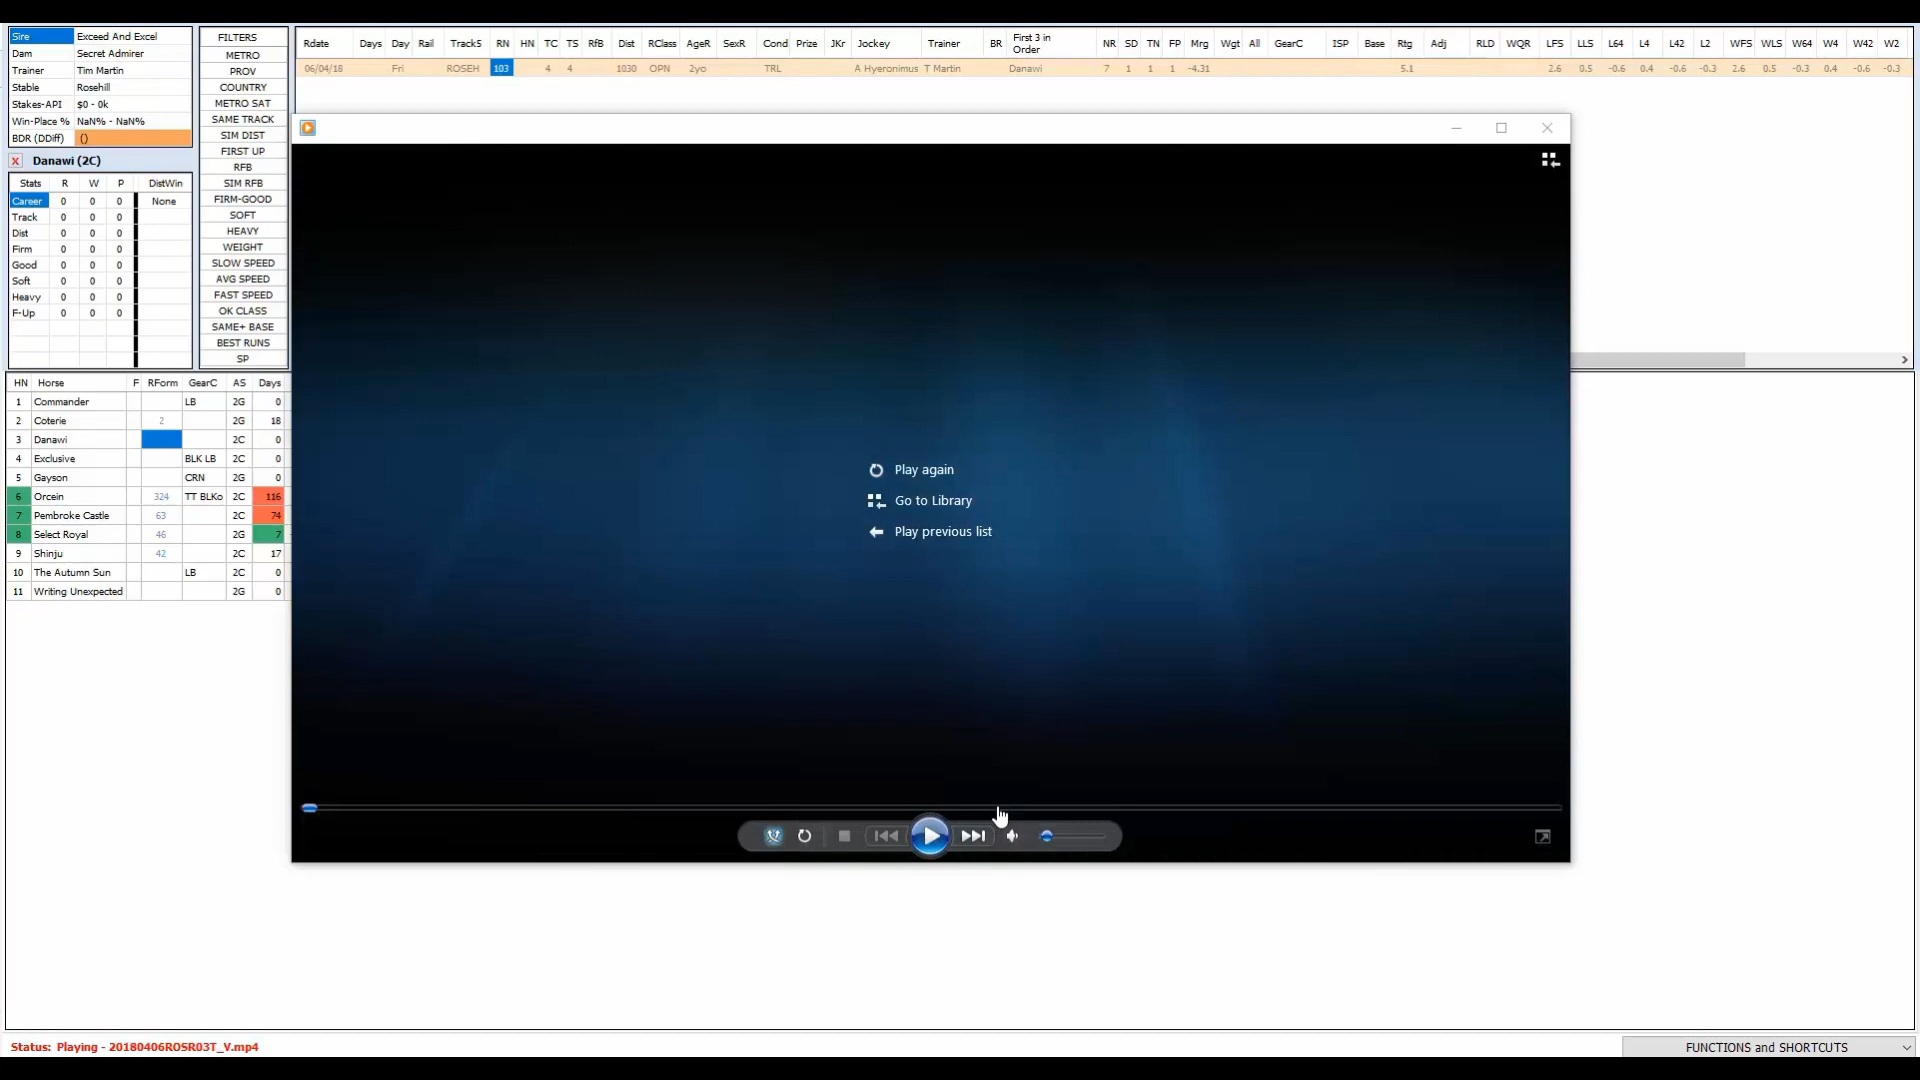 Sire Exceed And Excel
Dam Secret Admirer
Trainer Tim Martin
Stable Rosehill
Stakes-API $0 - 0k
Win-Place % NaN% - NaN%
BDR (DDiff) ()
X Danawi (2C)
Stats R W P DistWin
Career 0 0 0 None
Track 0 0 0
Dist 0 0 0
Firm 0 0 0
Good 0 0 0
Soft 0 0 0
Heavy 0 0 0
F-Up 0 0 0
FILTERS
METRO
PROV
COUNTRY
METRO SAT
SAME TRACK
SIM DIST
FIRST UP
RFB
SIM RFB
FIRM-GOOD
SOFT
HEAVY
WEIGHT
SLOW SPEED
AVG SPEED
FAST SPEED
OK CLASS
SAME+ BASE
BEST RUNS
SP
Rdate Days Day Rail Track5 RN HN TC TS RfB Dist RClass AgeR SexR Cond Prize JKr Jockey Trainer BR First 3 in Order NR SD TN FP Mrg Wgt All GearC ISP Base Rtg Adj RLD WQR LFS LLS L64 L4 L42 L2 WFS WLS W64 W4 W42 W2
06/04/18 Fri ROSEH 103 4 4 1030 OPN 2yo TRL A Hyeronimus T Martin Danawi 7 1 1 1 -4.31 5.1 2.6 0.5 -0.6 0.4 -0.6 -0.3 2.6 0.5 -0.3 0.4 -0.6 -0.3
HN Horse F RForm GearC AS Days
1 Commander LB 2G 0
2 Coterie 2 2G 18
3 Danawi 2C 0
4 Exclusive BLK LB 2C 0
5 Gayson CRN 2G 0
6 Orcein 324 TT BLKo 2C 116
7 Pembroke Castle 63 2C 74
8 Select Royal 46 2G 7
9 Shinju 42 2C 17
10 The Autumn Sun LB 2C 0
11 Writing Unexpected 2G 0
Play again
Go to Library
Play previous list
Status: Playing - 20180406ROSR03T_V.mp4
FUNCTIONS and SHORTCUTS